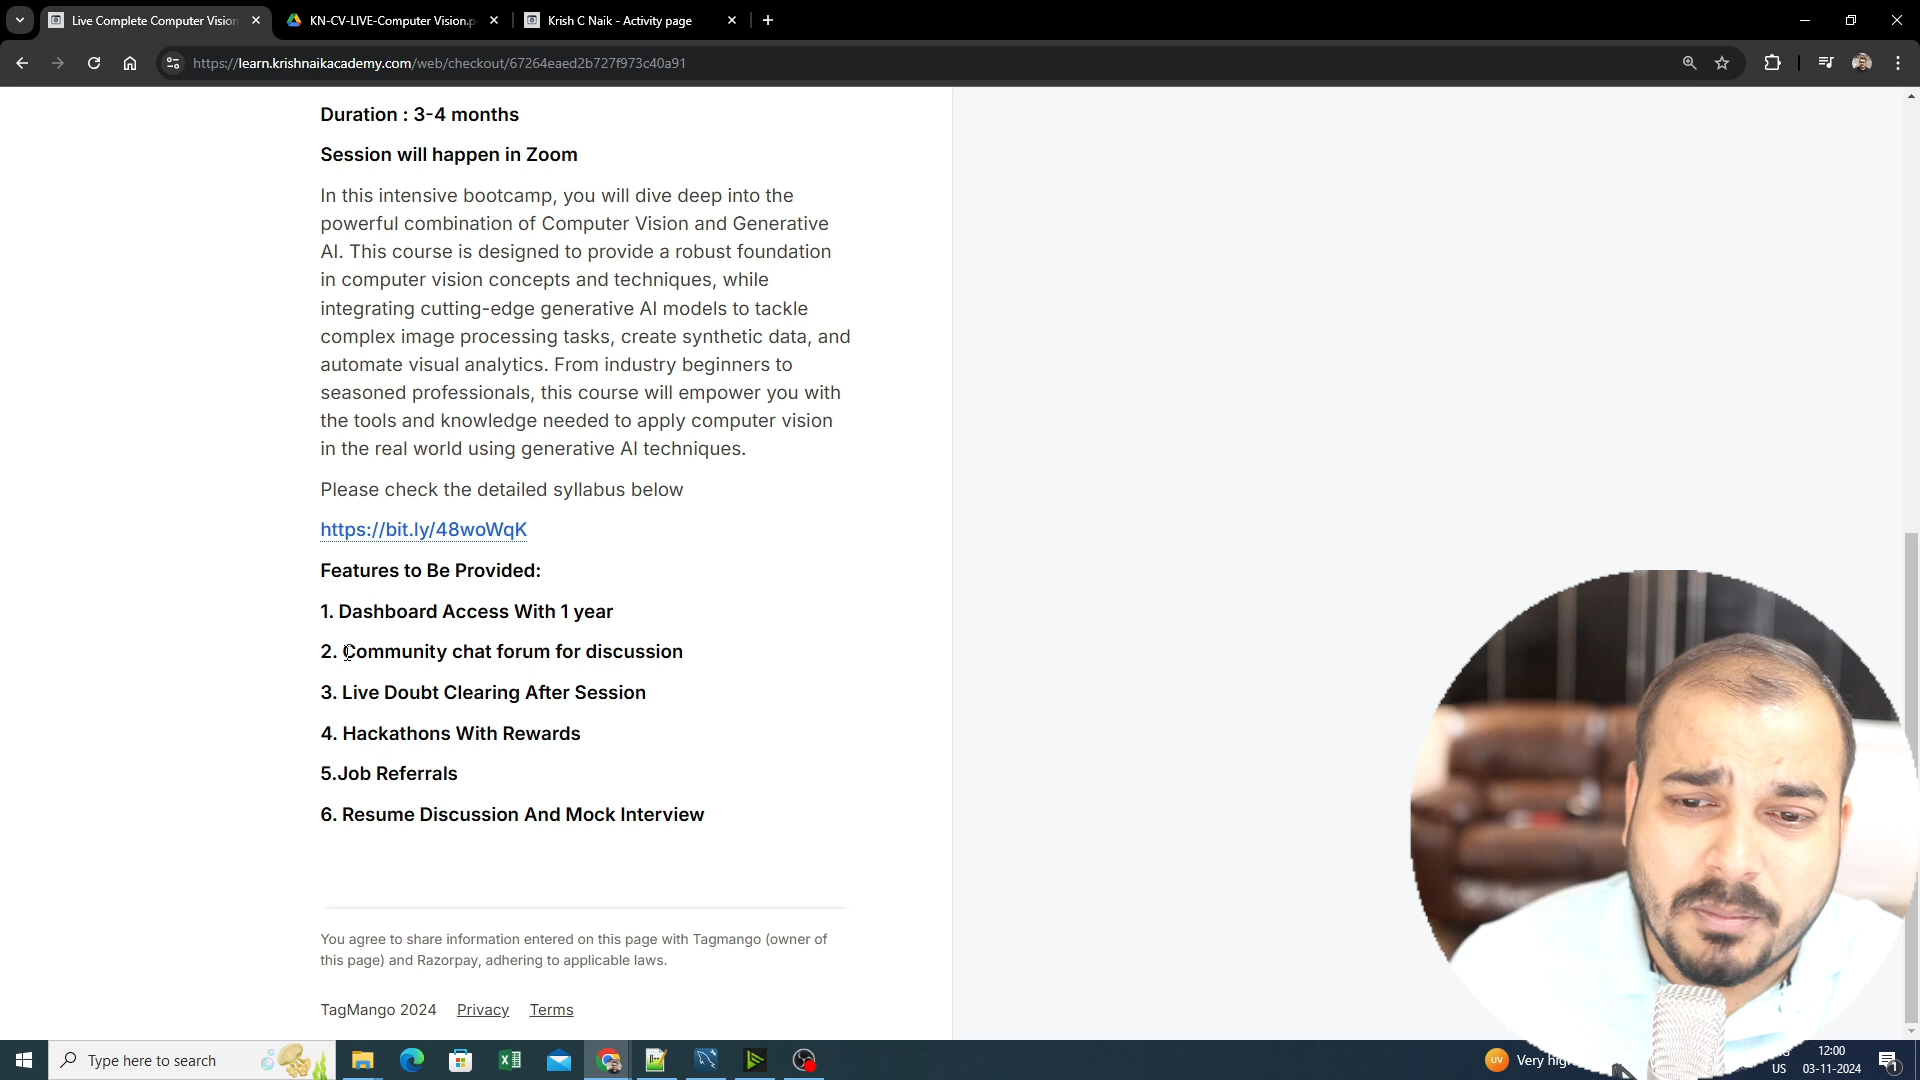 Live Complete Computer Vision
KN-CV-LIVE-Computer Vision.p
Krish C Naik - Activity page
https://learn.krishnaikacademy.com/web/checkout/67264eaed2b727f973c40a91
Duration : 3-4 months
Session will happen in Zoom
In this intensive bootcamp, you will dive deep into the
powerful combination of Computer Vision and Generative
AI. This course is designed to provide a robust foundation
in computer vision concepts and techniques, while
integrating cutting-edge generative AI models to tackle
complex image processing tasks, create synthetic data, and
automate visual analytics. From industry beginners to
seasoned professionals, this course will empower you with
the tools and knowledge needed to apply computer vision
in the real world using generative AI techniques.
Please check the detailed syllabus below
https://bit.ly/48woWqK
Features to Be Provided:
1. Dashboard Access With 1 year
2. Community chat forum for discussion
3. Live Doubt Clearing After Session
4. Hackathons With Rewards
5.Job Referrals
6. Resume Discussion And Mock Interview
You agree to share information entered on this page with Tagmango (owner of
this page) and Razorpay, adhering to applicable laws.
TagMango 2024 Privacy Terms
Type here to search
UV
Very
US
12:00
03-11-2024
1